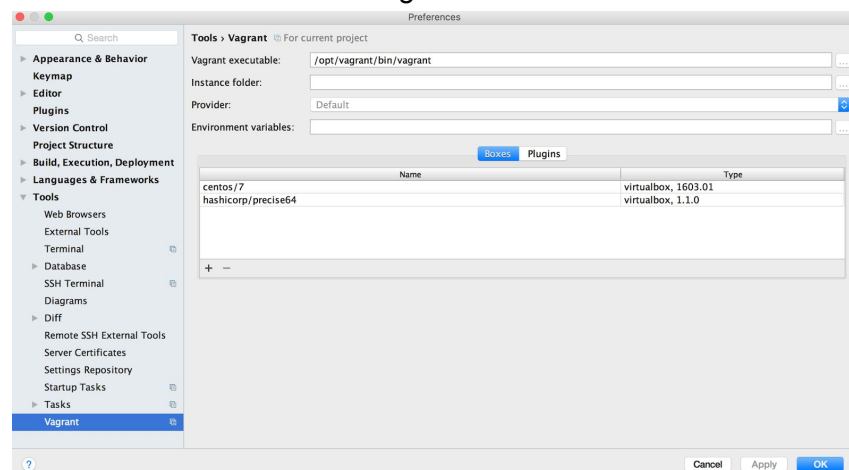 Preferences
Search
Appearance & Behavior
Keymap
Editor
Plugins
Version Control
Project Structure
Build, Execution, Deployment
Languages & Frameworks
Tools
Web Browsers
External Tools
Terminal
Database
SSH Terminal
Diagrams
Diff
Remote SSH External Tools
Server Certificates
Settings Repository
Startup Tasks
Tasks
Vagrant
Tools › Vagrant For current project
Vagrant executable: /opt/vagrant/bin/vagrant ...
Instance folder: ...
Provider: Default
Environment variables: ...
Boxes Plugins
Name Type
centos/7 virtualbox, 1603.01
hashicorp/precise64 virtualbox, 1.1.0
+ −
? Cancel Apply OK